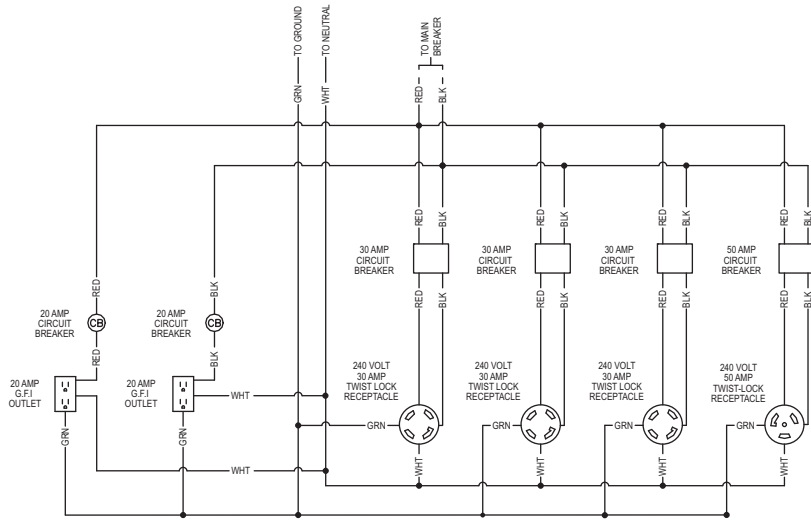 TO GROUND
TO NEUTRAL
TO MAIN
BREAKER
GRN
WHT
RED
BLK
RED
BLK
RED
BLK
RED
BLK
RED
BLK
30 AMP
CIRCUIT
BREAKER
30 AMP
CIRCUIT
BREAKER
30 AMP
CIRCUIT
BREAKER
50 AMP
CIRCUIT
BREAKER
RED
BLK
RED
BLK
RED
BLK
RED
BLK
RED
BLK
20 AMP
CIRCUIT
BREAKER
CB
20 AMP
CIRCUIT
BREAKER
CB
RED
BLK
20 AMP
G.F.I
OUTLET
20 AMP
G.F.I
OUTLET
240 VOLT
30 AMP
TWIST LOCK
RECEPTACLE
240 VOLT
30 AMP
TWIST LOCK
RECEPTACLE
240 VOLT
30 AMP
TWIST LOCK
RECEPTACLE
240 VOLT
50 AMP
TWIST-LOCK
RECEPTACLE
WHT
GRN
GRN
GRN
GRN
GRN
GRN
WHT
WHT
WHT
WHT
WHT